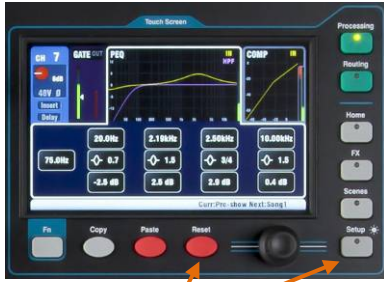 Touch Screen
Processing
Routing
Home
FX
Scenes
Setup
CH 7
GATE OUT
PEQ
IN
HPF
COMP
IN
0dB
48V Ø
Insert
Delay
20.0Hz
2.19kHz
2.50kHz
10.00kHz
75.0Hz
0.7
1.5
3/4
1.5
-2.5 dB
2.5 dB
2.9 dB
0.4 dB
Curr:Pre-show Next:Song1
Fn
Copy
Paste
Reset